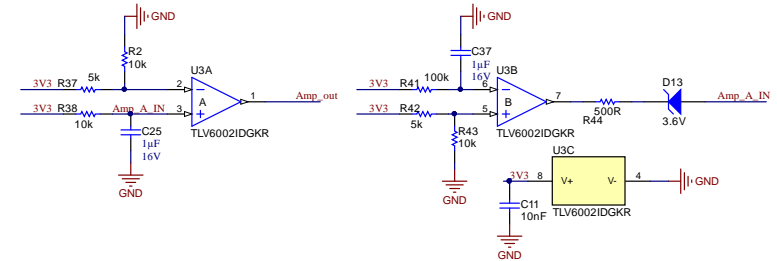 GND
R2
10k
U3A
5k
3V3
R37
2
1
Amp_out
A
3V3
R38
Amp_A_IN
3
10k
C25
1µF
16V
TLV6002IDGKR
GND
GND
C37
1µF
16V
U3B
100k
3V3
R41
6
7
B
3V3
R42
5
5k
R43
10k
TLV6002IDGKR
GND
500R
R44
D13
3.6V
Amp_A_IN
U3C
3V3
8
V+
V-
4
GND
C11
10nF
TLV6002IDGKR
GND